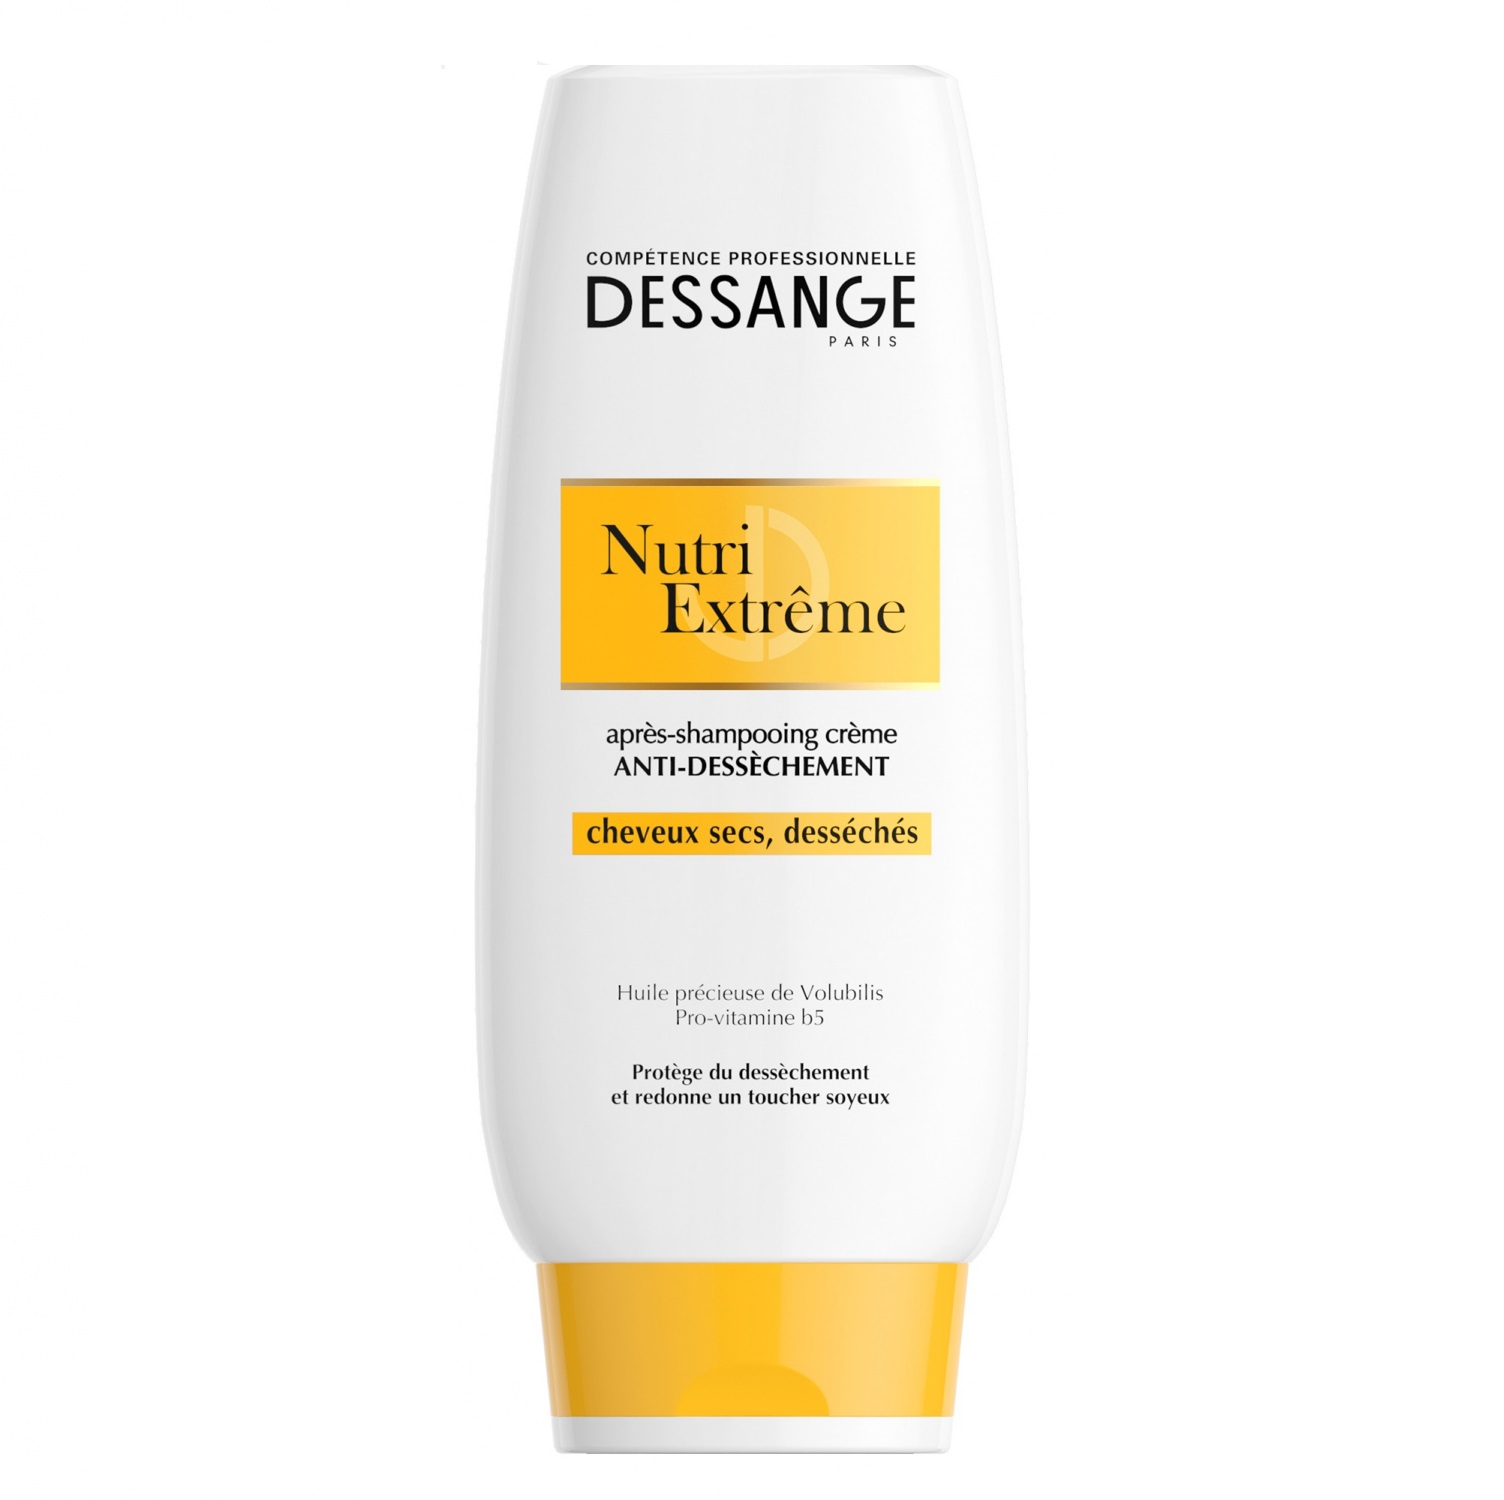 COMPÉTENCE PROFESSIONNELLE
DESSANGE
PARIS
Nutri
Extrême
après-shampooing crème
ANTI-DESSÈCHEMENT
cheveux secs, desséchés
Huile précieuse de Volubilis
Pro-vitamine b5
Protège du dessèchement
et redonne un toucher soyeux